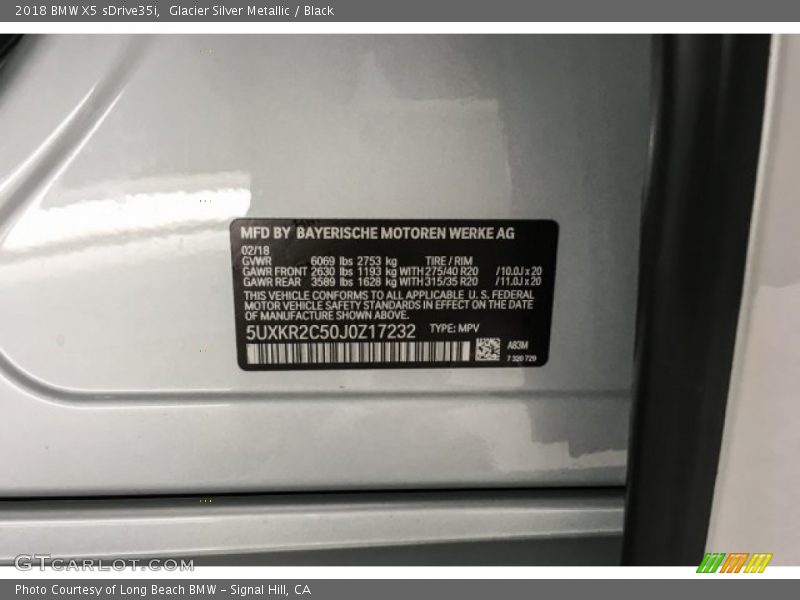 2018 BMW X5 sDrive35i,  Glacier Silver Metallic / Black
MFD BY BAYERISCHE MOTOREN WERKE AG
02/18
GVWR 6069 lbs 2753 kg TIRE / RIM
GAWR FRONT 2630 lbs 1193 kg WITH 275/40 R20 /10.0J x 20
GAWR REAR 3589 lbs 1628 kg WITH 315/35 R20 /11.0J x 20
THIS VEHICLE CONFORMS TO ALL APPLICABLE U. S. FEDERAL
MOTOR VEHICLE SAFETY STANDARDS IN EFFECT ON THE DATE
OF MANUFACTURE SHOWN ABOVE.
5UXKR2C50J0Z17232 TYPE: MPV
A83M
7 320 729
GTCARLOT.COM
Photo Courtesy of Long Beach BMW – Signal Hill, CA